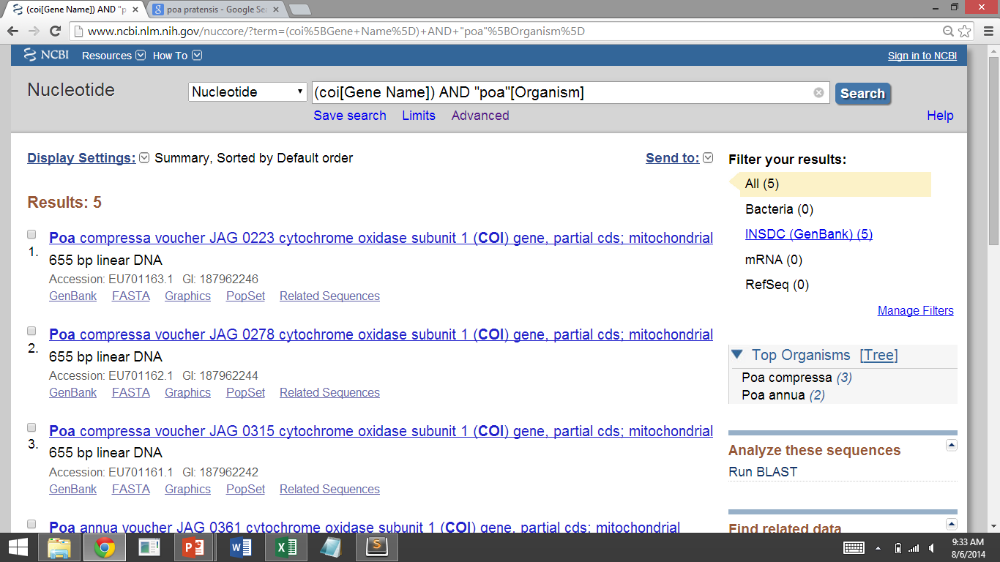 (coi[Gene Name]) AND "p
poa pratensis - Google Se
www.ncbi.nlm.nih.gov/nuccore/?term=(coi%5BGene+Name%5D)+AND+"poa"%5BOrganism%5D
NCBI Resources How To Sign in to NCBI
Nucleotide Nucleotide (coi[Gene Name]) AND "poa"[Organism] Search
Save search Limits Advanced Help
Display Settings: Summary, Sorted by Default order Send to:
Results: 5
1. Poa compressa voucher JAG 0223 cytochrome oxidase subunit 1 (COI) gene, partial cds; mitochondrial
655 bp linear DNA
Accession: EU701163.1 GI: 187962246
GenBank FASTA Graphics PopSet Related Sequences
2. Poa compressa voucher JAG 0278 cytochrome oxidase subunit 1 (COI) gene, partial cds; mitochondrial
655 bp linear DNA
Accession: EU701162.1 GI: 187962244
GenBank FASTA Graphics PopSet Related Sequences
3. Poa compressa voucher JAG 0315 cytochrome oxidase subunit 1 (COI) gene, partial cds; mitochondrial
655 bp linear DNA
Accession: EU701161.1 GI: 187962242
GenBank FASTA Graphics PopSet Related Sequences
Poa annua voucher JAG 0361 cytochrome oxidase subunit 1 (COI) gene, partial cds; mitochondrial
Filter your results:
All (5)
Bacteria (0)
INSDC (GenBank) (5)
mRNA (0)
RefSeq (0)
Manage Filters
Top Organisms [Tree]
Poa compressa (3)
Poa annua (2)
Analyze these sequences
Run BLAST
Find related data
9:33 AM
8/6/2014